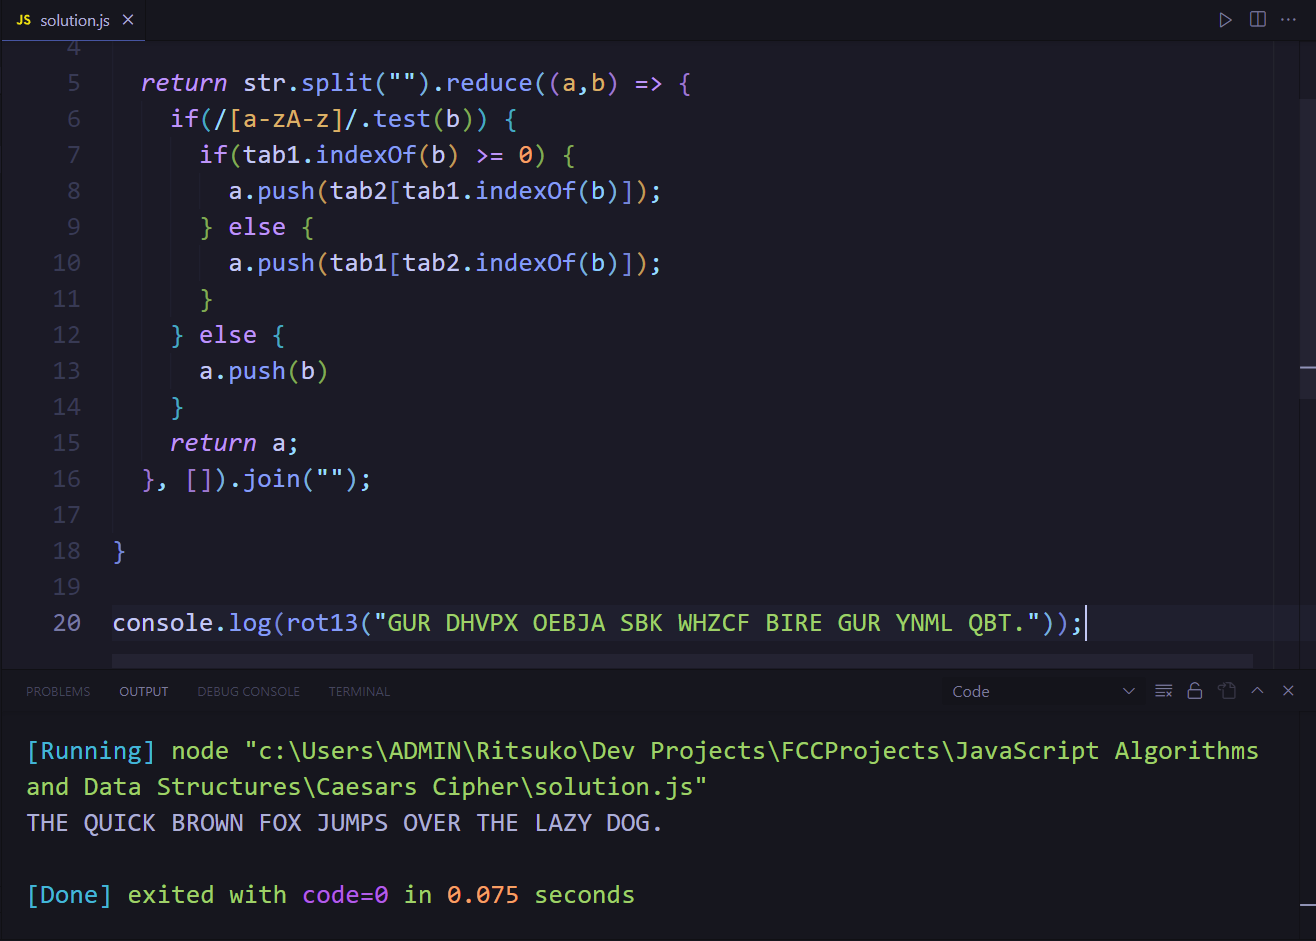 JS solution.js ×
4
5 return str.split("").reduce((a,b) => {
6 if(/[a-zA-z]/.test(b)) {
7 if(tab1.indexOf(b) >= 0) {
8 a.push(tab2[tab1.indexOf(b)]);
9 } else {
10 a.push(tab1[tab2.indexOf(b)]);
11 }
12 } else {
13 a.push(b)
14 }
15 return a;
16 }, []).join("");
17
18 }
19
20 console.log(rot13("GUR DHVPX OEBJA SBK WHZCF BIRE GUR YNML QBT."));
PROBLEMS OUTPUT DEBUG CONSOLE TERMINAL Code
[Running] node "c:\Users\ADMIN\Ritsuko\Dev Projects\FCCProjects\JavaScript Algorithms
and Data Structures\Caesars Cipher\solution.js"
THE QUICK BROWN FOX JUMPS OVER THE LAZY DOG.
[Done] exited with code=0 in 0.075 seconds